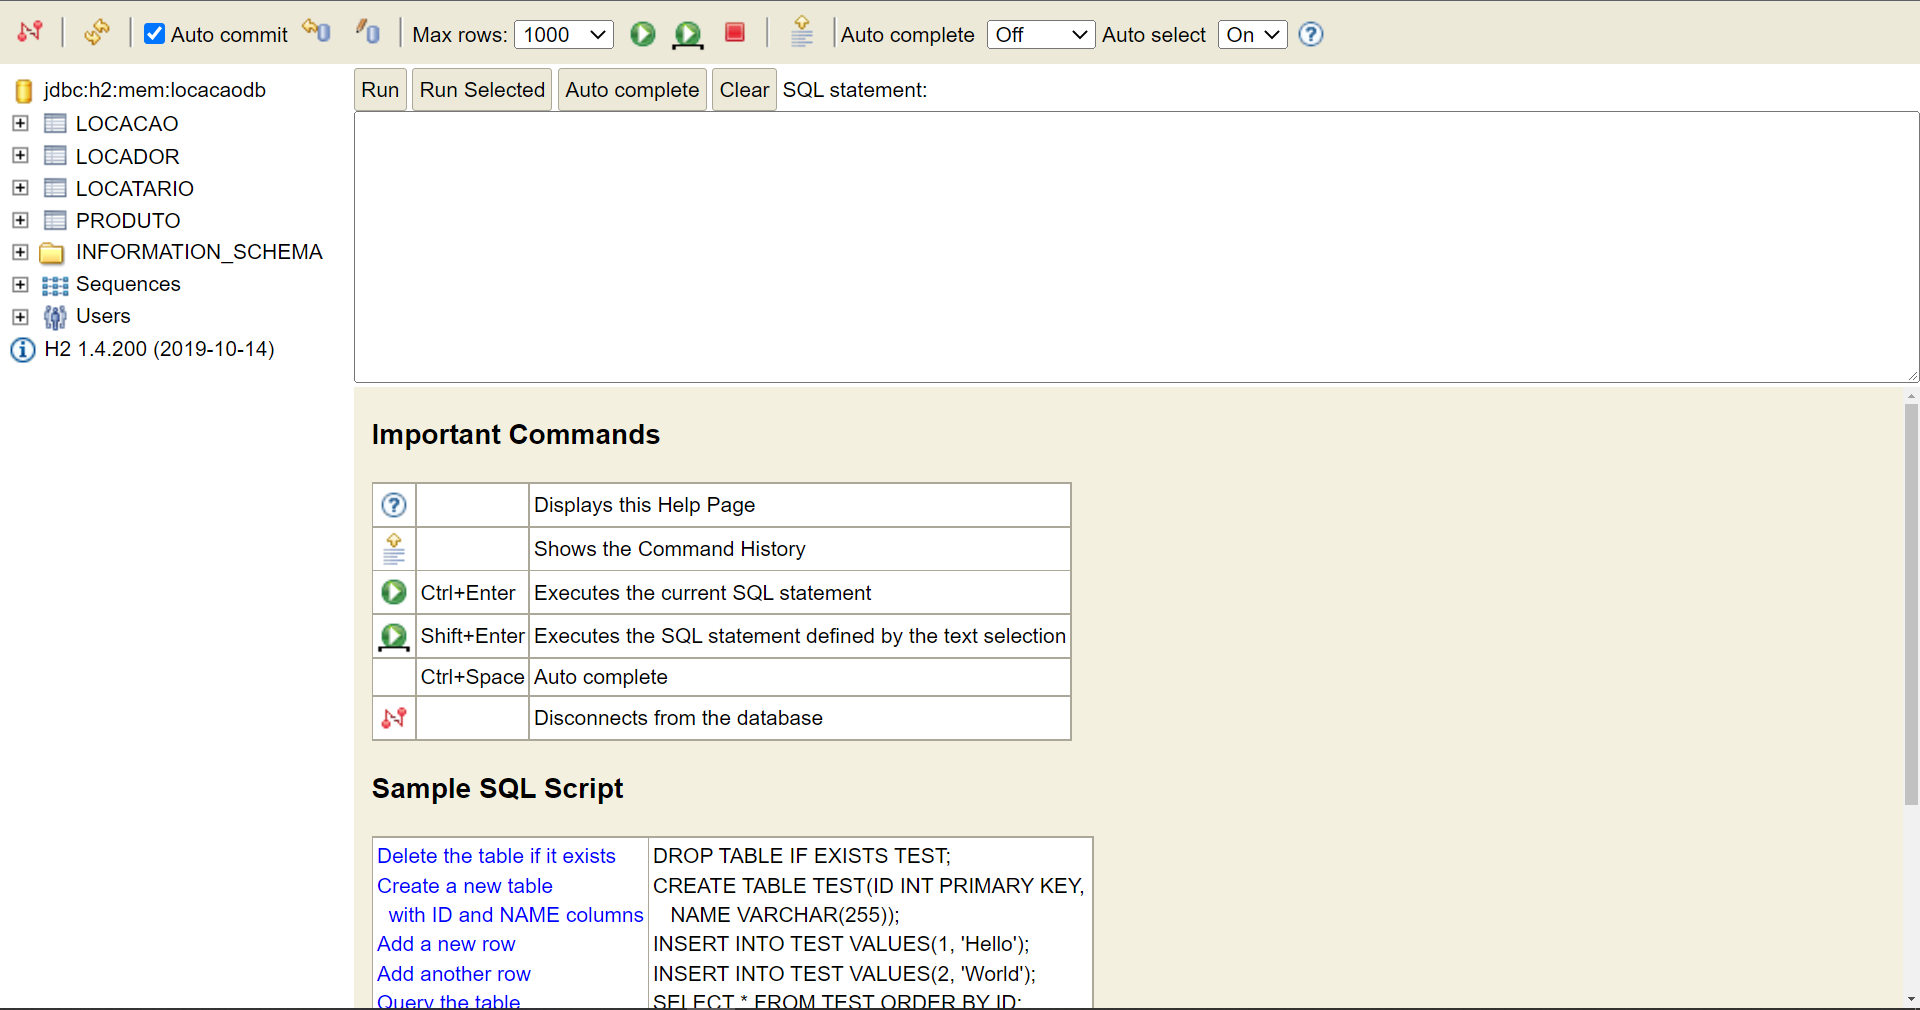 Auto commit Max rows: 1000 Auto complete Off Auto select On
jdbc:h2:mem:locacaodb
LOCACAO
LOCADOR
LOCATARIO
PRODUTO
INFORMATION_SCHEMA
Sequences
Users
H2 1.4.200 (2019-10-14)
Run Run Selected Auto complete Clear SQL statement:
Important Commands
Displays this Help Page
Shows the Command History
Ctrl+Enter Executes the current SQL statement
Shift+Enter Executes the SQL statement defined by the text selection
Ctrl+Space Auto complete
Disconnects from the database
Sample SQL Script
Delete the table if it exists DROP TABLE IF EXISTS TEST;
Create a new table CREATE TABLE TEST(ID INT PRIMARY KEY,
with ID and NAME columns NAME VARCHAR(255));
Add a new row INSERT INTO TEST VALUES(1, 'Hello');
Add another row INSERT INTO TEST VALUES(2, 'World');
Query the table SELECT * FROM TEST ORDER BY ID;